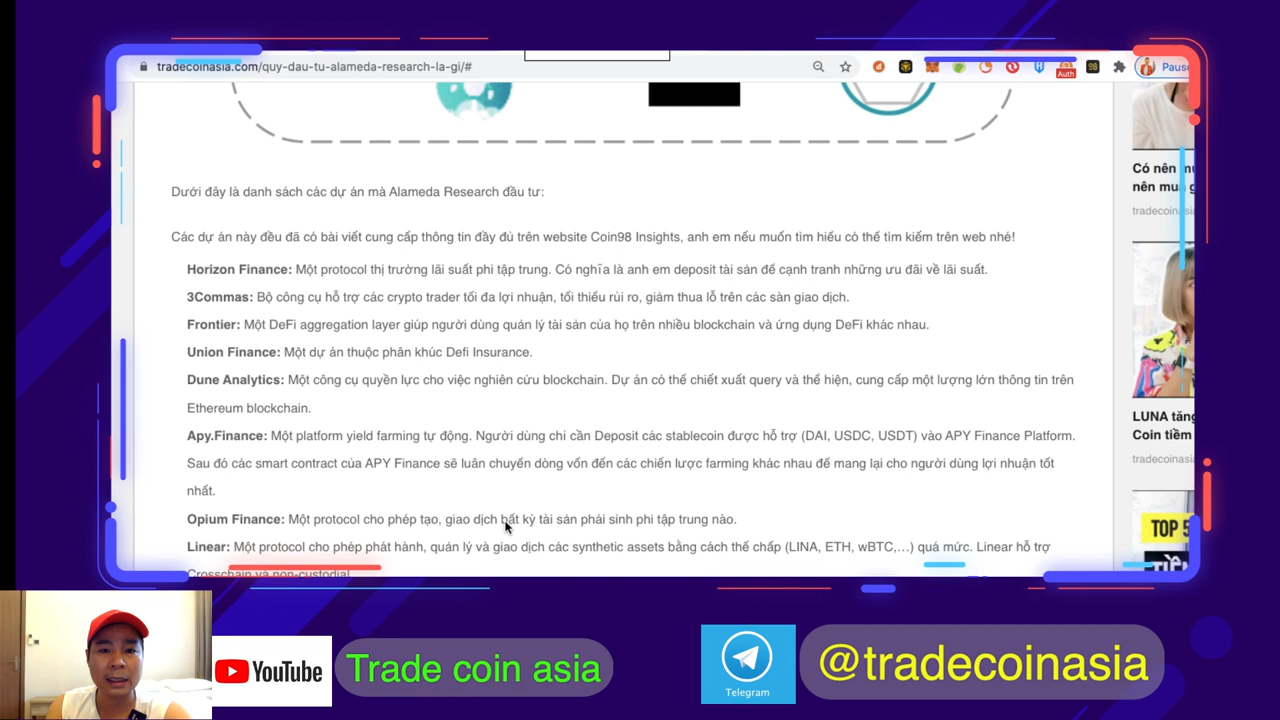 tradecoinasia.com/quy-dau-tu-alameda-research-la-gi/#
Auth
98
Paus
Dưới đây là danh sách các dự án mà Alameda Research đầu tư:
Các dự án này đều đã có bài viết cung cấp thông tin đầy đủ trên website Coin98 Insights, anh em nếu muốn tìm hiểu có thể tìm kiếm trên web nhé!
Horizon Finance: Một protocol thị trường lãi suất phi tập trung. Có nghĩa là anh em deposit tài sản để cạnh tranh những ưu đãi về lãi suất.
3Commas: Bộ công cụ hỗ trợ các crypto trader tối đa lợi nhuận, tối thiểu rủi ro, giảm thua lỗ trên các sàn giao dịch.
Frontier: Một DeFi aggregation layer giúp người dùng quản lý tài sản của họ trên nhiều blockchain và ứng dụng DeFi khác nhau.
Union Finance: Một dự án thuộc phân khúc Defi Insurance.
Dune Analytics: Một công cụ quyền lực cho việc nghiên cứu blockchain. Dự án có thể chiết xuất query và thể hiện, cung cấp một lượng lớn thông tin trên
Ethereum blockchain.
Apy.Finance: Một platform yield farming tự động. Người dùng chỉ cần Deposit các stablecoin được hỗ trợ (DAI, USDC, USDT) vào APY Finance Platform.
Sau đó các smart contract của APY Finance sẽ luân chuyển dòng vốn đến các chiến lược farming khác nhau để mang lại cho người dùng lợi nhuận tốt
nhất.
Opium Finance: Một protocol cho phép tạo, giao dịch bất kỳ tài sản phái sinh phi tập trung nào.
Linear: Một protocol cho phép phát hành, quản lý và giao dịch các synthetic assets bằng cách thế chấp (LINA, ETH, wBTC,...) quá mức. Linear hỗ trợ
Crosschain và non-custodial
Có nên
nên mua
tradecoin
LUNA tăng
Coin tiềm
tradecoinasia
TOP 5
TIỀ
YouTube
Trade coin asia
Telegram
@tradecoinasia